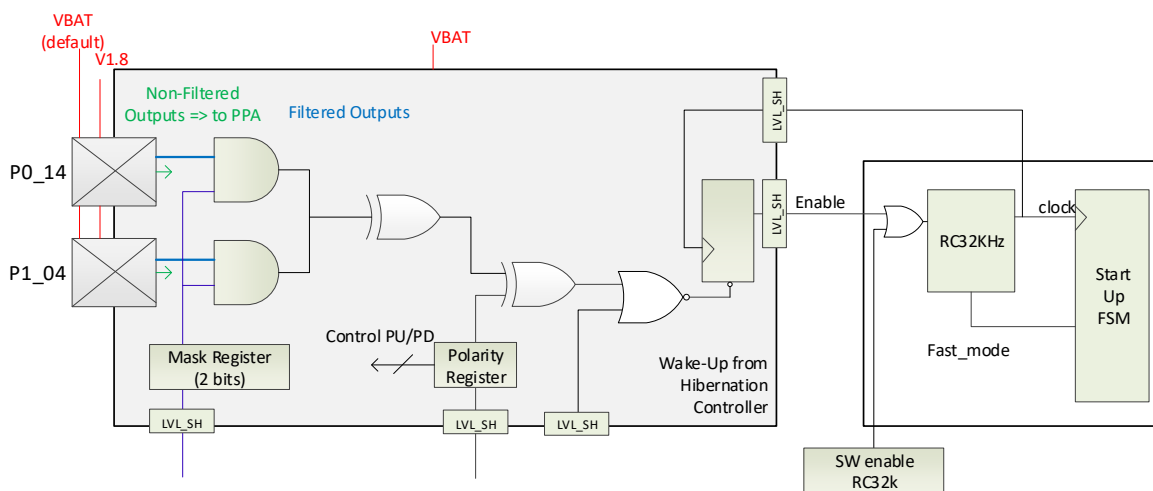 VBAT
(default)
V1.8
VBAT
Non-Filtered
Outputs => to PPA
Filtered Outputs
LVL_SH
P0_14
LVL_SH
Enable
RC32KHz
clock
P1_04
Start
Up
FSM
Control PU/PD
Mask Register
(2 bits)
Polarity
Register
Fast_mode
Wake-Up from
Hibernation
Controller
LVL_SH
LVL_SH
LVL_SH
SW enable
RC32k